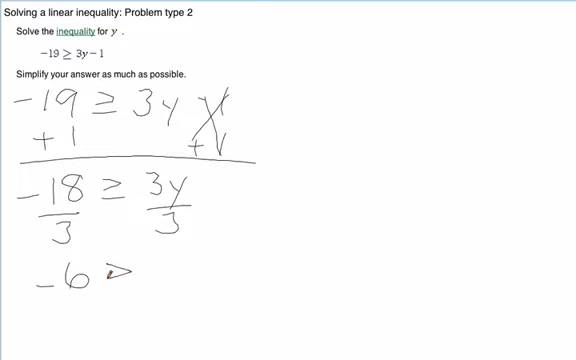 Solving a linear inequality: Problem type 2
Solve the inequality for y .
−19 ≥ 3y − 1
Simplify your answer as much as possible.
-19 ≥ 3y -1
+1 +1
-18 ≥ 3y
3 3
-6 >